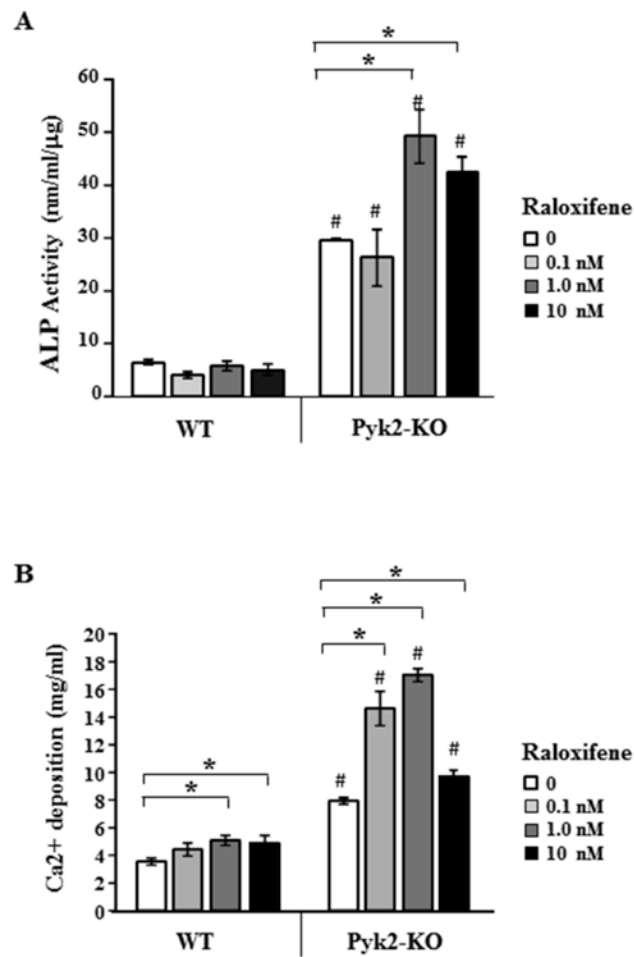 A
ALP Activity (nm/ml/µg)
60
50
40
30
20
10
0
*
*
#
#
#
#
WT
Pyk2-KO
Raloxifene
0
0.1 nM
1.0 nM
10 nM
B
Ca2+ deposition (mg/ml)
20
18
16
14
12
10
8
6
4
2
0
*
*
*
*
*
#
#
#
#
WT
Pyk2-KO
Raloxifene
0
0.1 nM
1.0 nM
10 nM